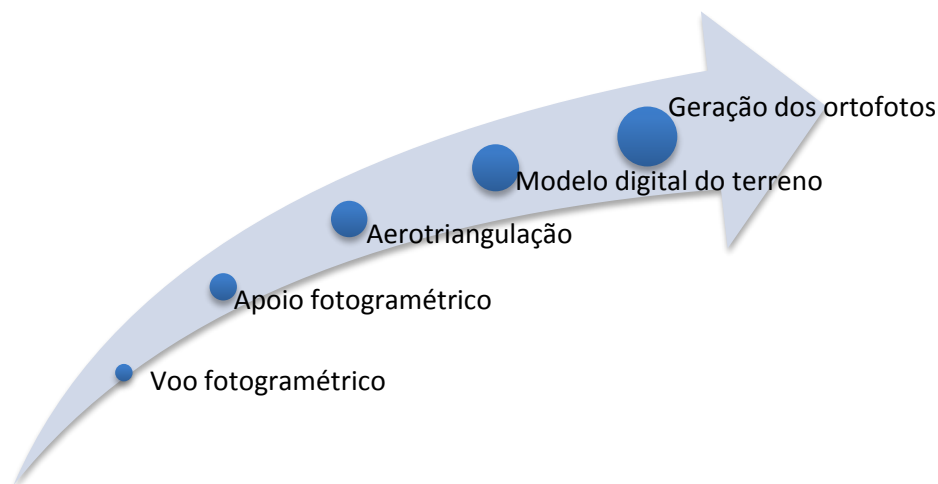 Geração dos ortofotos
Modelo digital do terreno
Aerotriangulação
Apoio fotogramétrico
Voo fotogramétrico